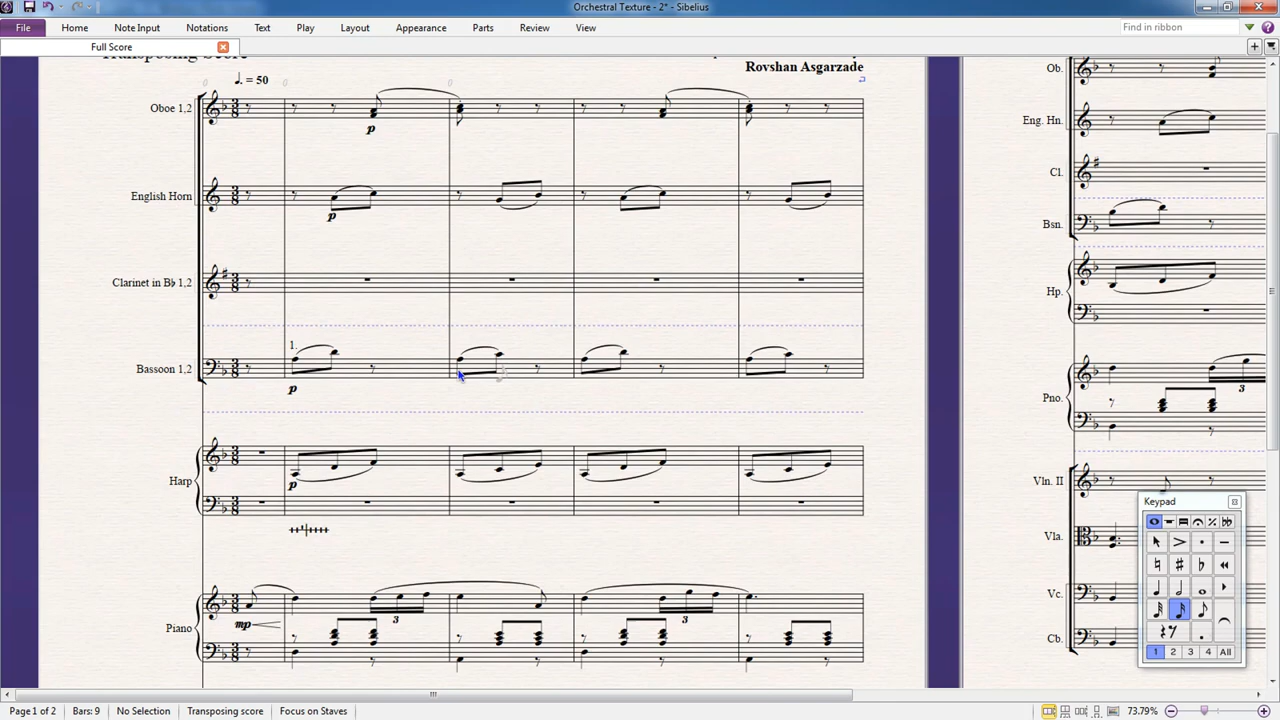 Orchestral Texture - 2* - Sibelius
File Home Note Input Notations Text Play Layout Appearance Parts Review View Find in ribbon
Full Score
Transposing Score
Rovshan Asgarzade
= 50
Oboe 1,2
p
English Horn
p
Clarinet in B♭ 1,2
1.
Bassoon 1,2
p
Harp
p
Piano
mp
3 3
Ob.
Eng. Hn.
Cl.
Bsn.
Hp.
Pno.
3
Vln. II
Vla.
Vc.
Cb.
Keypad
1 2 3 4 All
Page 1 of 2 Bars: 9 No Selection Transposing score Focus on Staves 73.79%